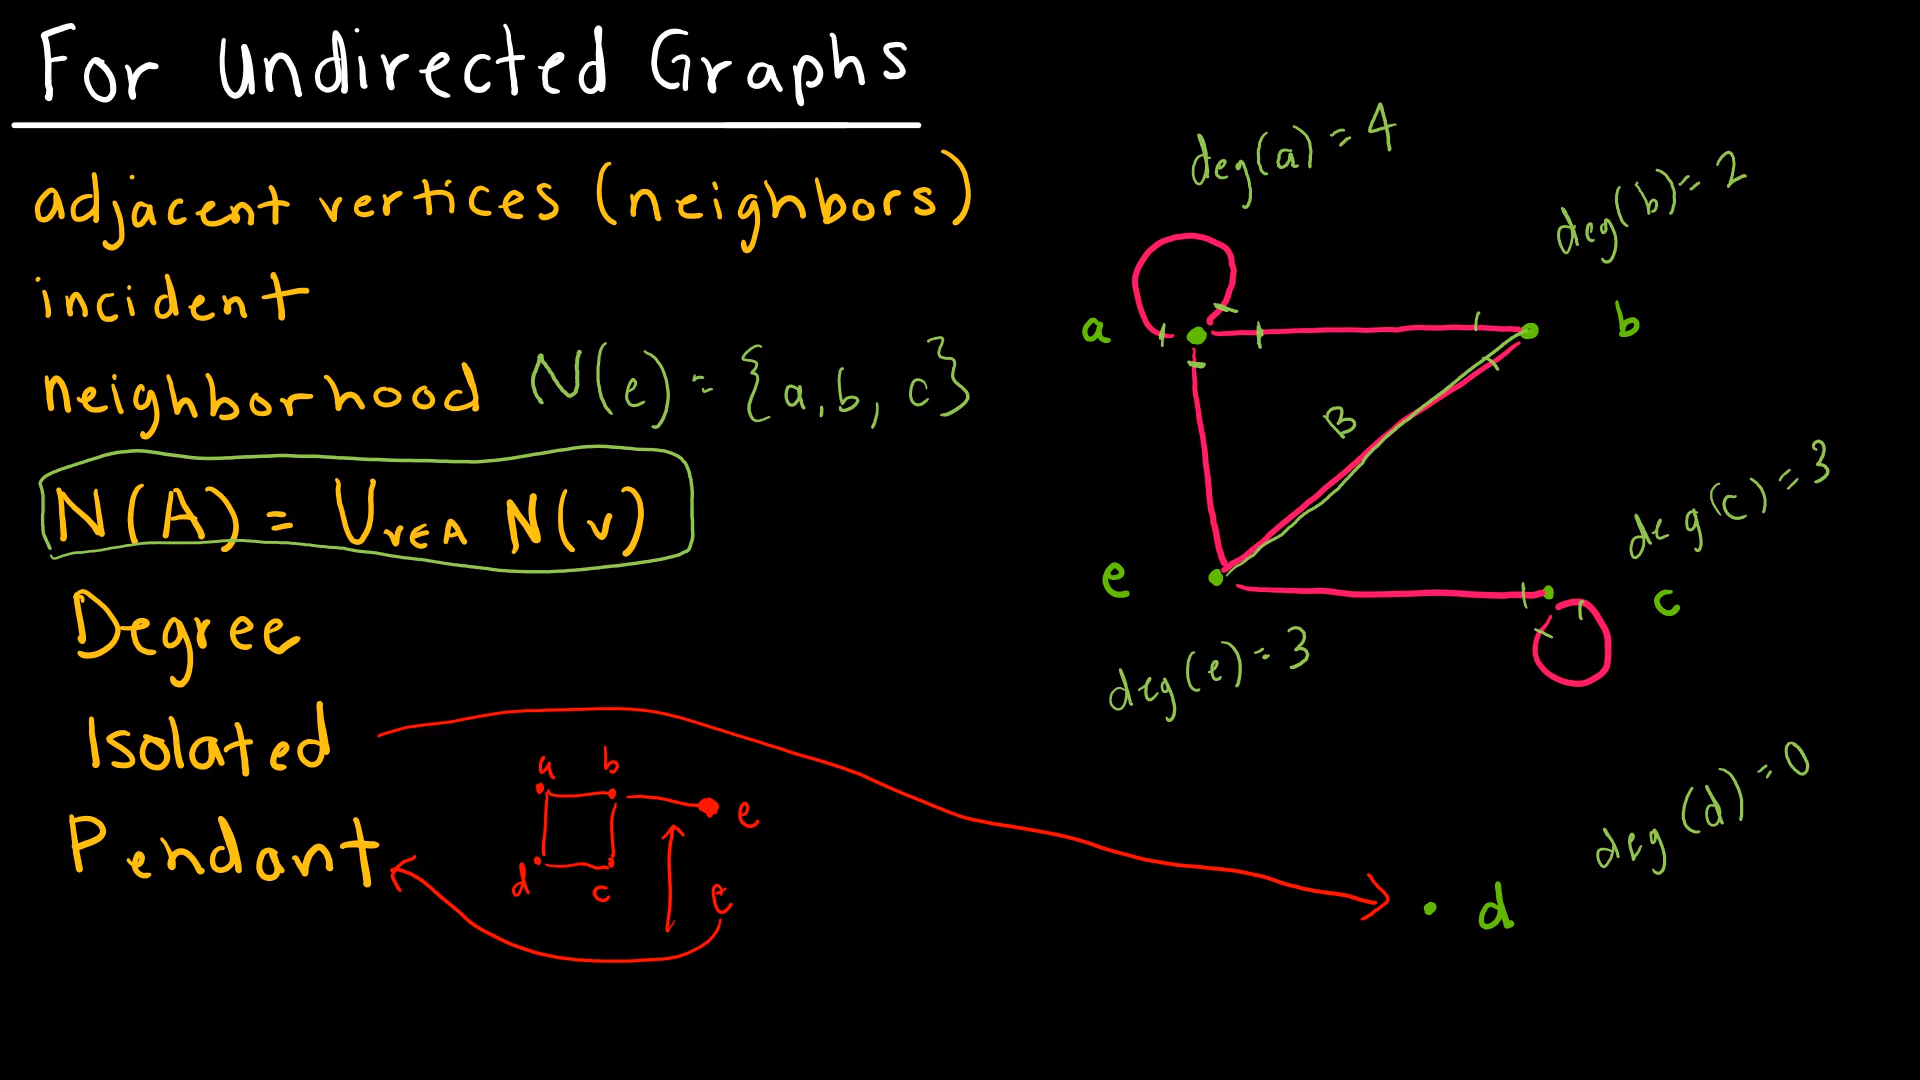 For Undirected Graphs
adjacent vertices (neighbors)
incident
neighborhood N(e) = {a, b, c}
N(A) = ∪v∈A N(v)
Degree
Isolated
Pendant
a b
e
d c
e
deg(a) = 4
deg(b) = 2
a b
B
deg(c) = 3
e c
deg(e) = 3
deg(d) = 0
d